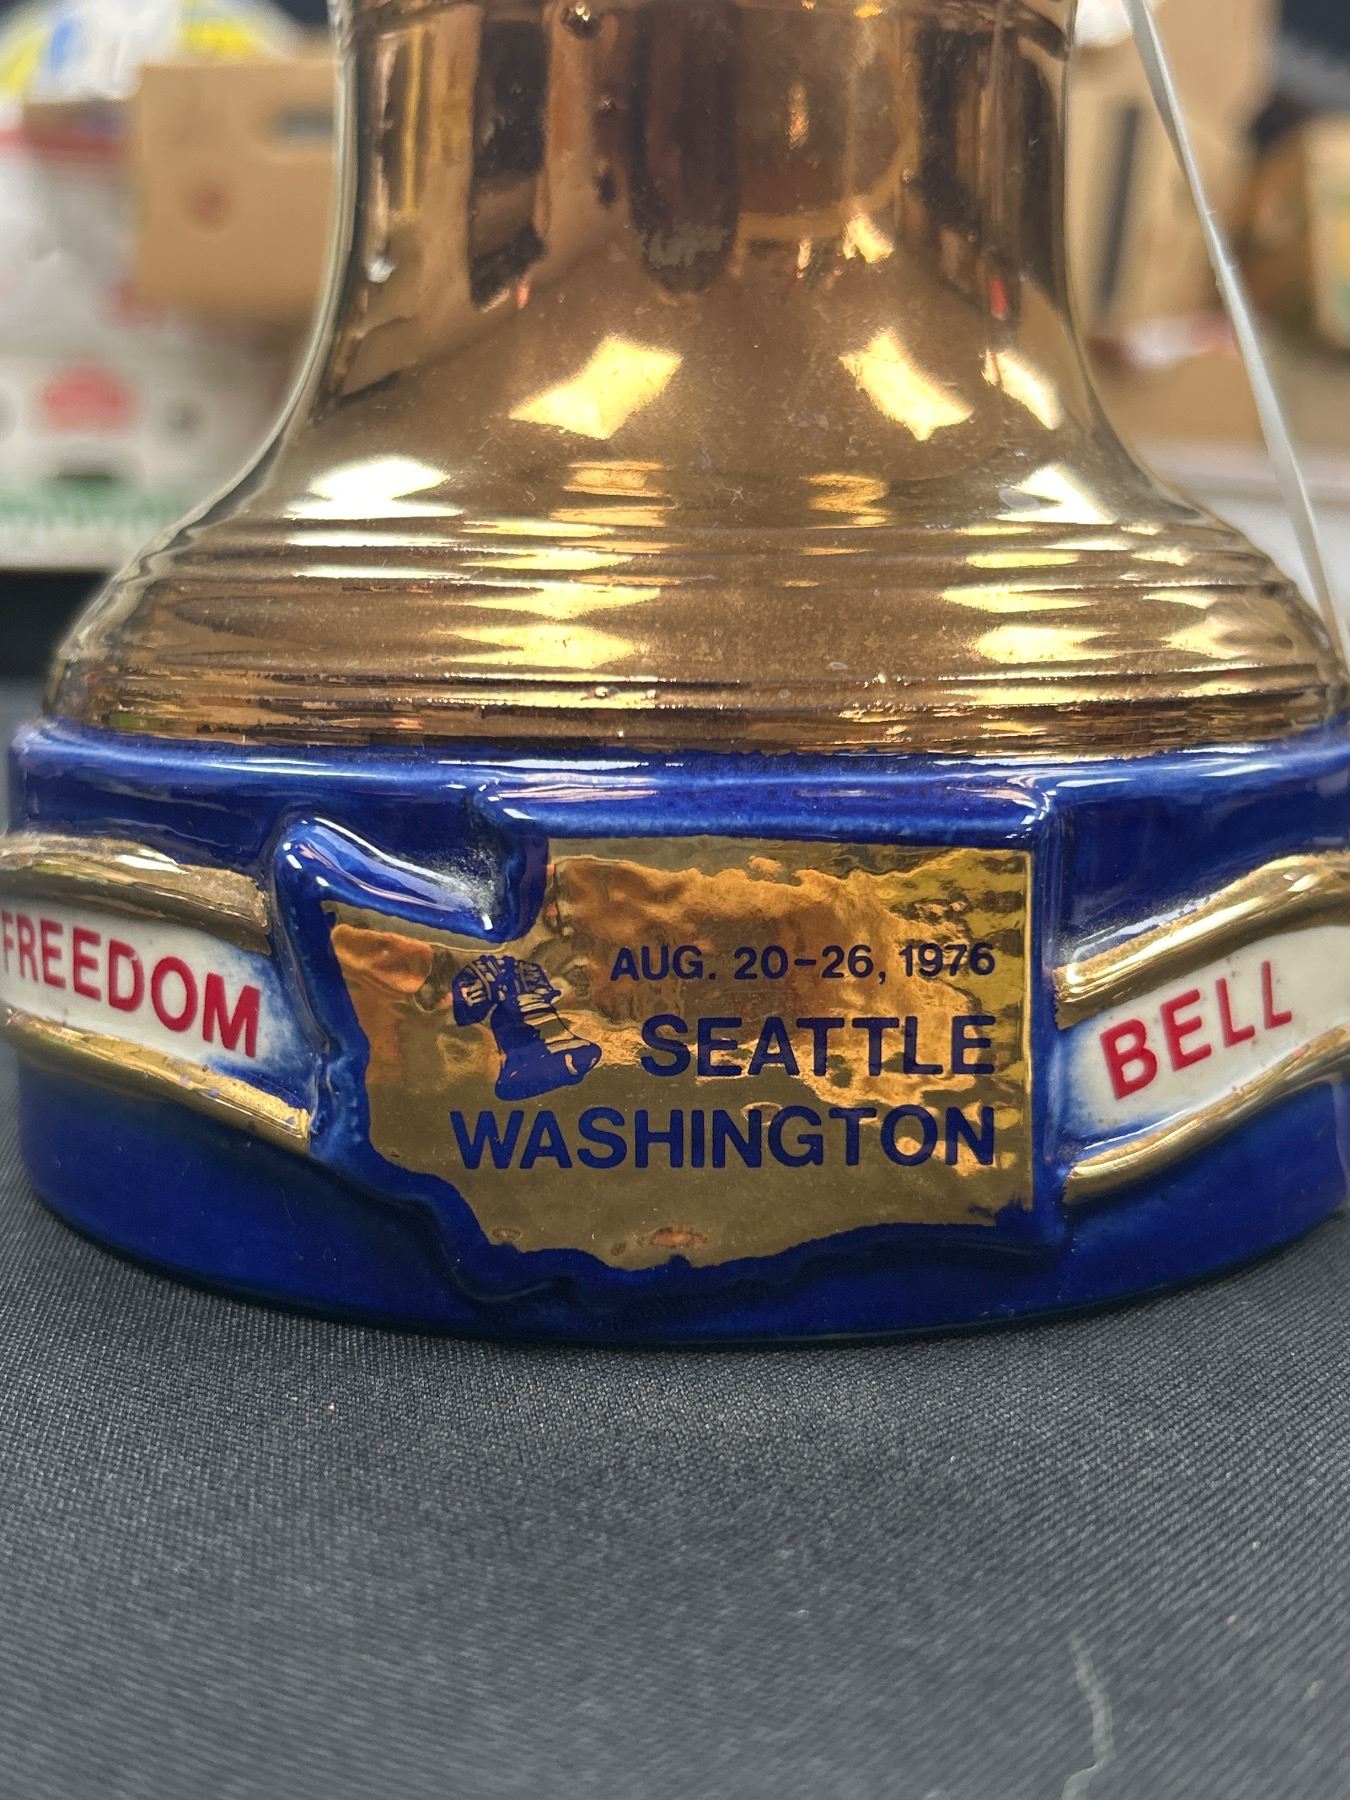 FREEDOM
AUG. 20-26, 1976
SEATTLE
WASHINGTON
BELL